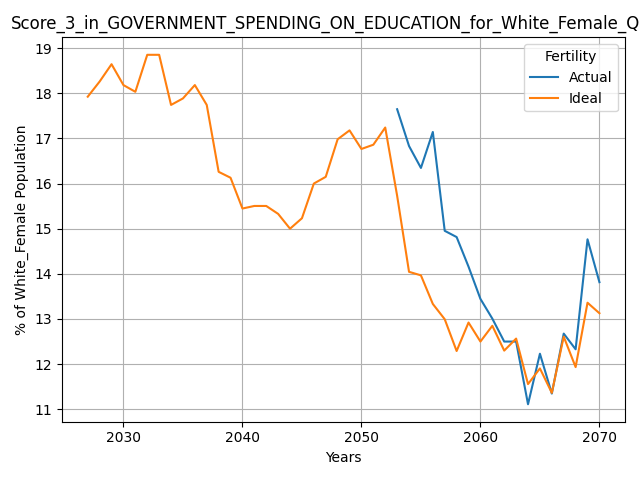 Score_3_in_GOVERNMENT_SPENDING_ON_EDUCATION_for_White_Female_Q
Fertility
Actual
Ideal
% of White_Female Population
19
18
17
16
15
14
13
12
11
2030 2040 2050 2060 2070
Years